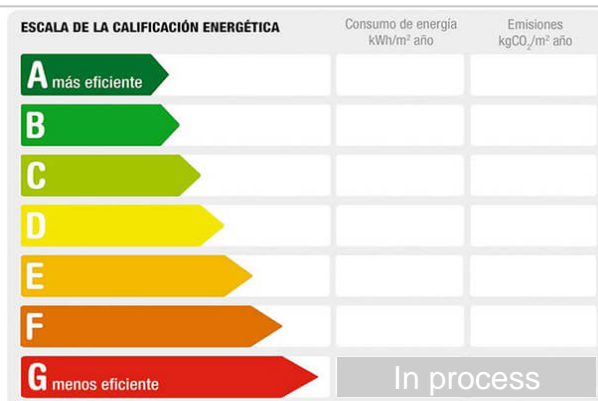 ESCALA DE LA CALIFICACIÓN ENERGÉTICA
Consumo de energía
kWh/m² año
Emisiones
kgCO₂/m² año
A más eficiente
B
C
D
E
F
G menos eficiente
In process